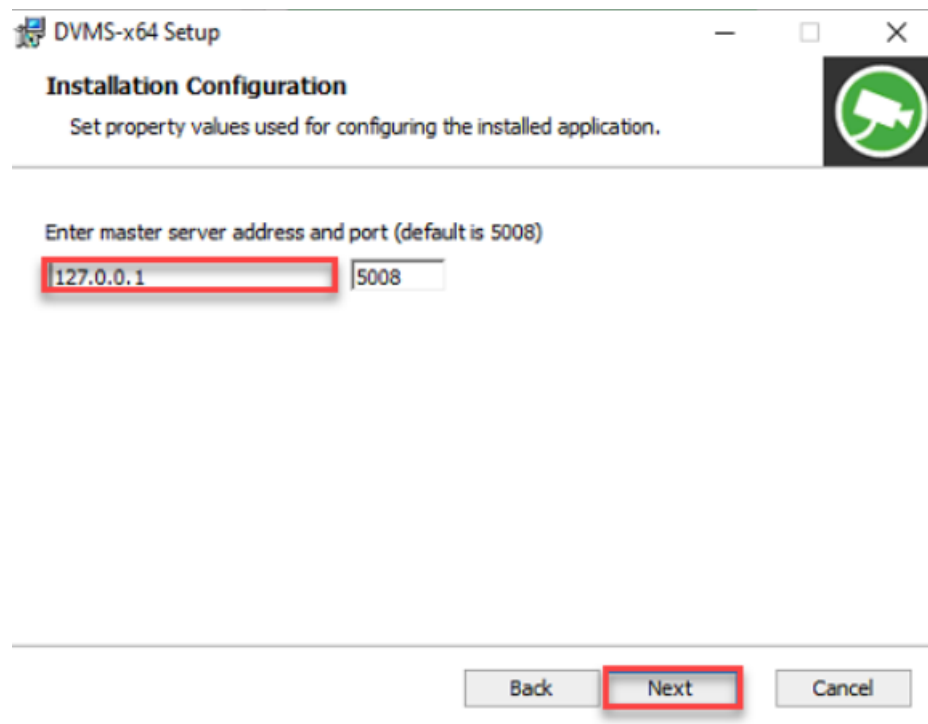 DVMS-x64 Setup
Installation Configuration
Set property values used for configuring the installed application.
Enter master server address and port (default is 5008)
127.0.0.1 5008
Back Next Cancel